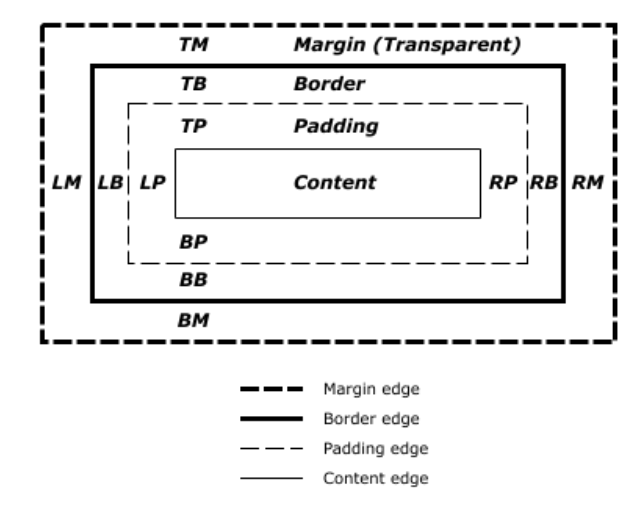 TM Margin (Transparent)
TB Border
TP Padding
LM LB LP Content RP RB RM
BP
BB
BM
Margin edge
Border edge
Padding edge
Content edge